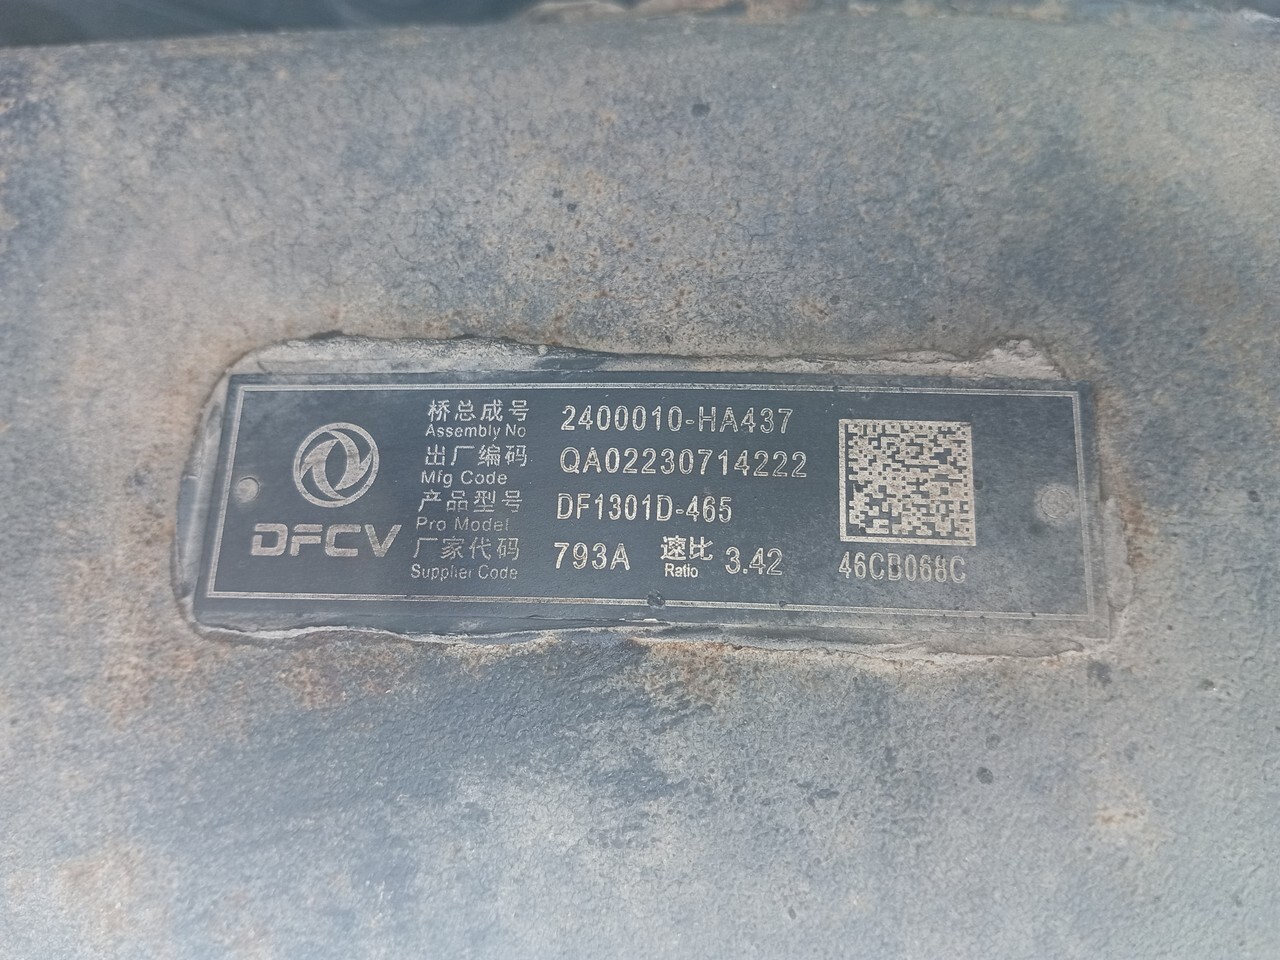 桥总成号 2400010-HA437
Assembly No
出厂编码 QA02230714222
Mfg Code
产品型号 DF1301D-465
Pro Model
DFCV
厂家代码 793A 速比 3.42
Supplier Code Ratio
46CB068C